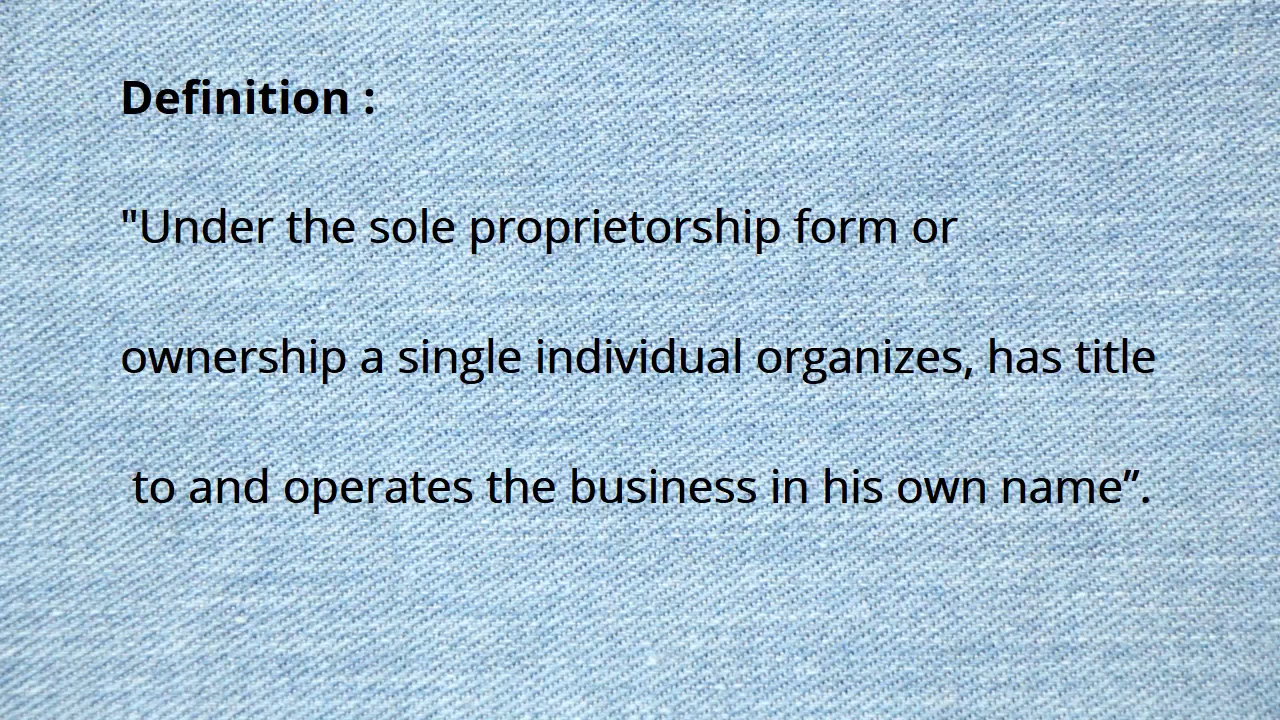 Definition :
"Under the sole proprietorship form or
ownership a single individual organizes, has title
to and operates the business in his own name”.